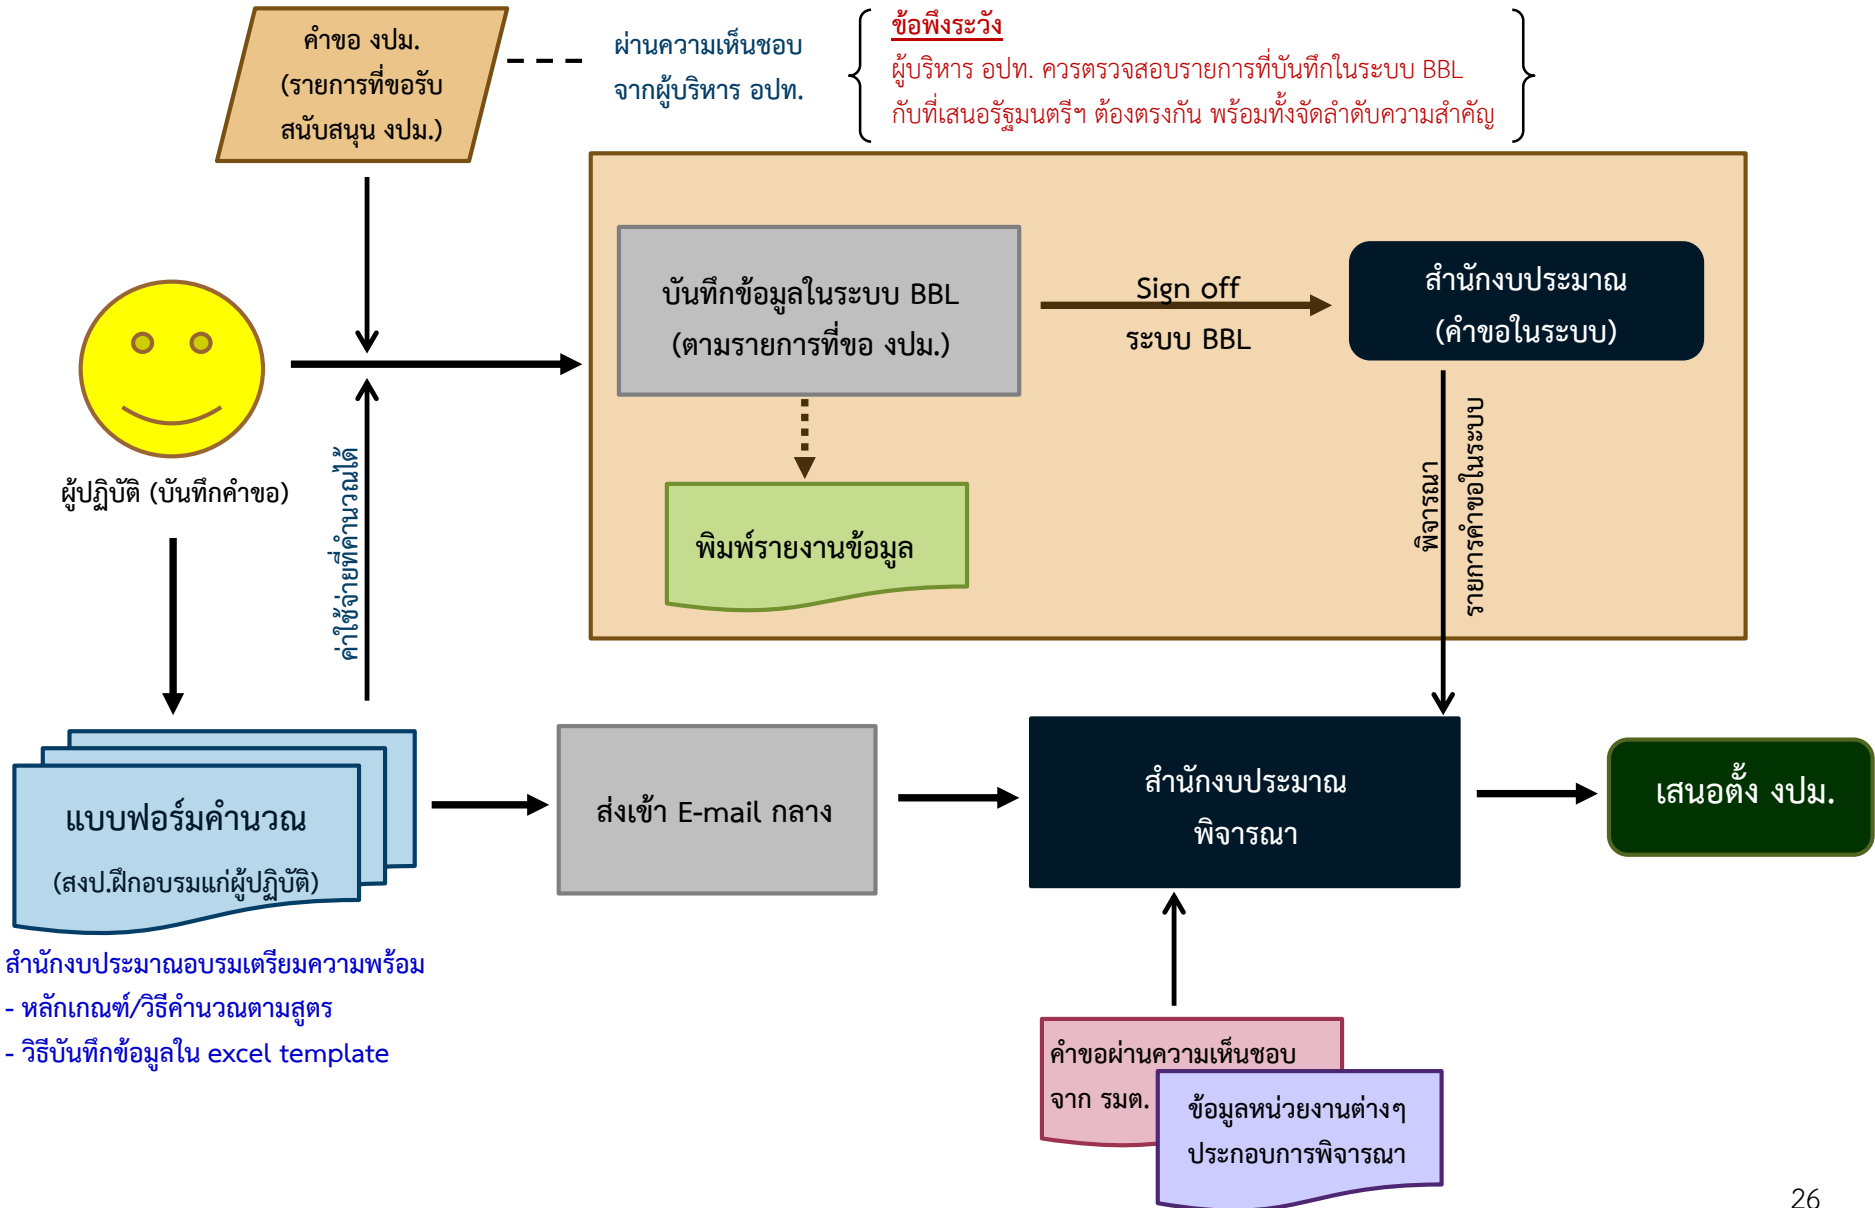 คำขอ งปม.
(รายการที่ขอรับ
สนับสนุน งปม.)
ผ่านความเห็นชอบ
จากผู้บริหาร อปท.
ข้อพึงระวัง
ผู้บริหาร อปท. ควรตรวจสอบรายการที่บันทึกในระบบ BBL
กับที่เสนอรัฐมนตรีฯ ต้องตรงกัน พร้อมทั้งจัดลำดับความสำคัญ
บันทึกข้อมูลในระบบ BBL
(ตามรายการที่ขอ งปม.)
Sign off
ระบบ BBL
สำนักงบประมาณ
(คำขอในระบบ)
ผู้ปฏิบัติ (บันทึกคำขอ)
ค่าใช้จ่ายที่คำนวณได้
พิมพ์รายงานข้อมูล
พิจารณา
รายการคำขอในระบบ
แบบฟอร์มคำนวณ
(สงป.ฝึกอบรมแก่ผู้ปฏิบัติ)
ส่งเข้า E-mail กลาง
สำนักงบประมาณ
พิจารณา
เสนอตั้ง งปม.
สำนักงบประมาณอบรมเตรียมความพร้อม
- หลักเกณฑ์/วิธีคำนวณตามสูตร
- วิธีบันทึกข้อมูลใน excel template
คำขอผ่านความเห็นชอบ
จาก รมต.
ข้อมูลหน่วยงานต่างๆ
ประกอบการพิจารณา
26